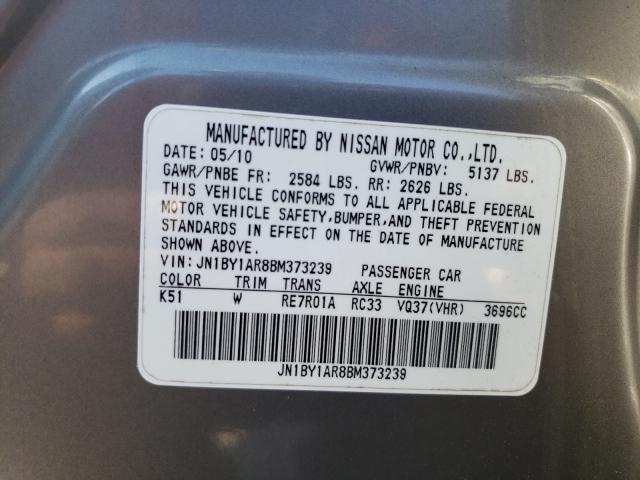 MANUFACTURED BY NISSAN MOTOR CO.,LTD.
DATE: 05/10 GVWR/PNBV: 5137 LBS.
GAWR/PNBE FR: 2584 LBS. RR: 2626 LBS.
THIS VEHICLE CONFORMS TO ALL APPLICABLE FEDERAL
MOTOR VEHICLE SAFETY, BUMPER, AND THEFT PREVENTION
STANDARDS IN EFFECT ON THE DATE OF MANUFACTURE
SHOWN ABOVE.
VIN: JN1BY1AR8BM373239 PASSENGER CAR
COLOR TRIM TRANS AXLE ENGINE
K51 W RE7R01A RC33 VQ37(VHR) 3696CC
JN1BY1AR8BM373239